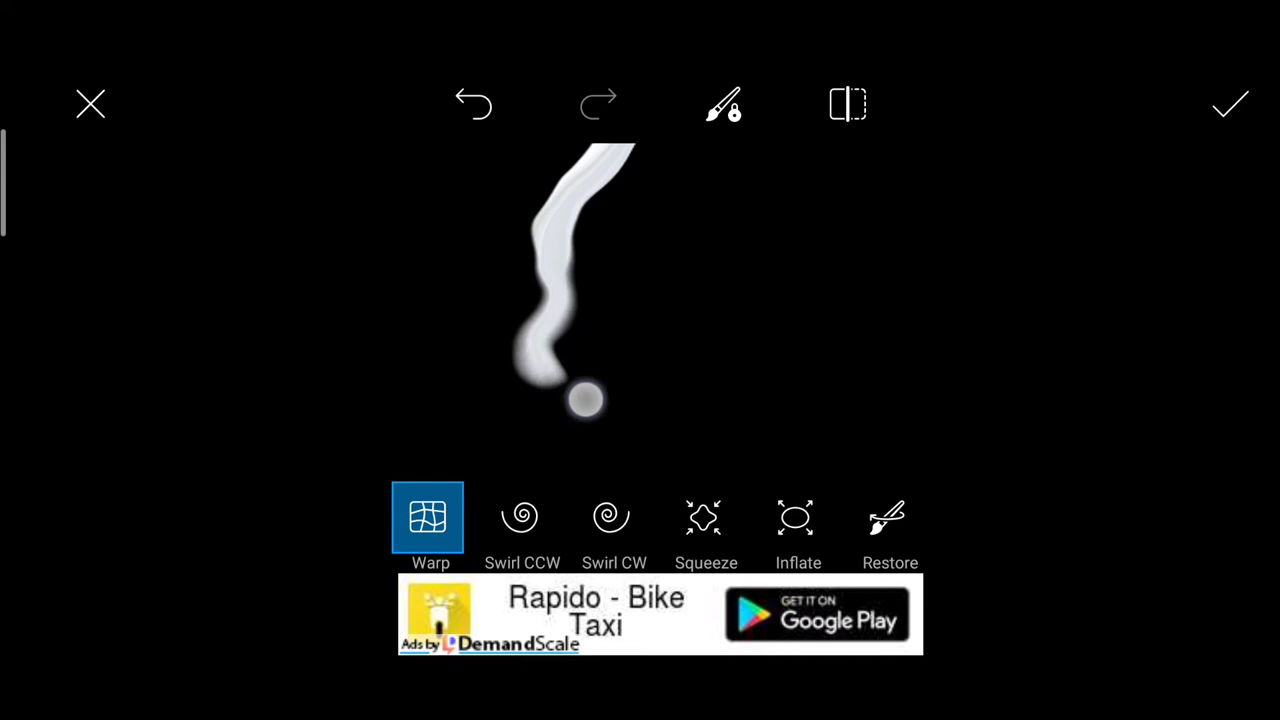 Warp
Swirl CCW
Swirl CW
Squeeze
Inflate
Restore
Rapido - Bike
Taxi
Ads by DemandScale
GET IT ON
Google Play